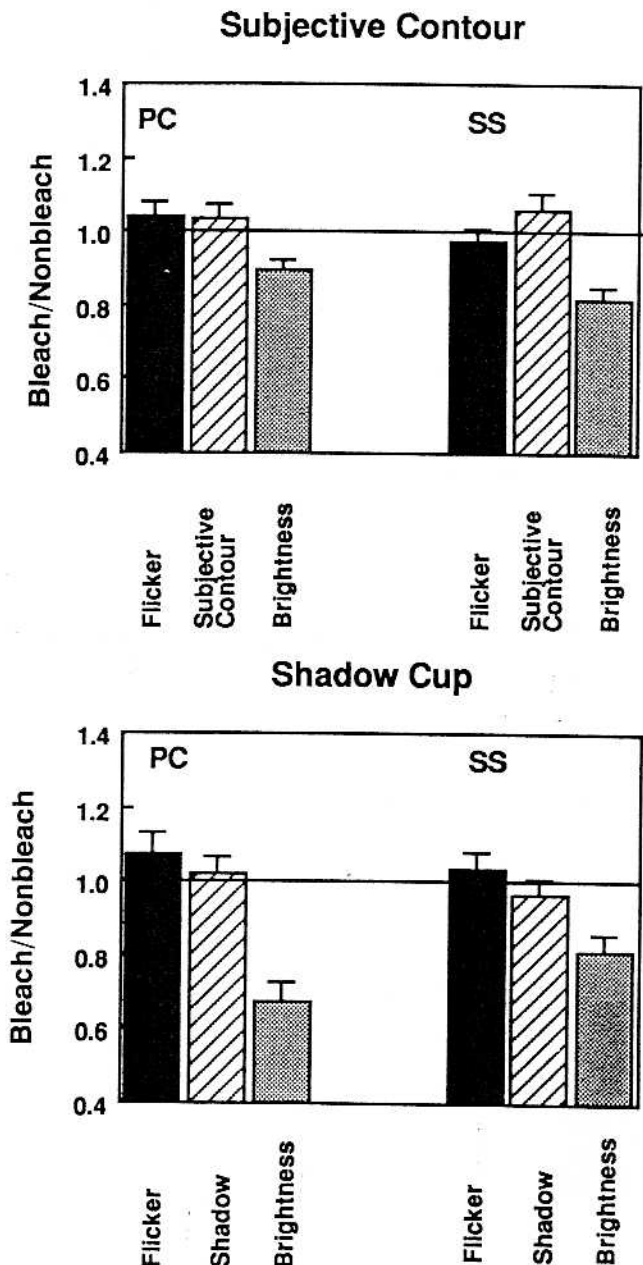 Subjective Contour
1.4
1.2
1.0
0.8
0.6
0.4
Bleach/Nonbleach
PC
SS
Flicker
Subjective
Contour
Brightness
Flicker
Subjective
Contour
Brightness
Shadow Cup
1.4
1.2
1.0
0.8
0.6
0.4
Bleach/Nonbleach
PC
SS
Flicker
Shadow
Brightness
Flicker
Shadow
Brightness